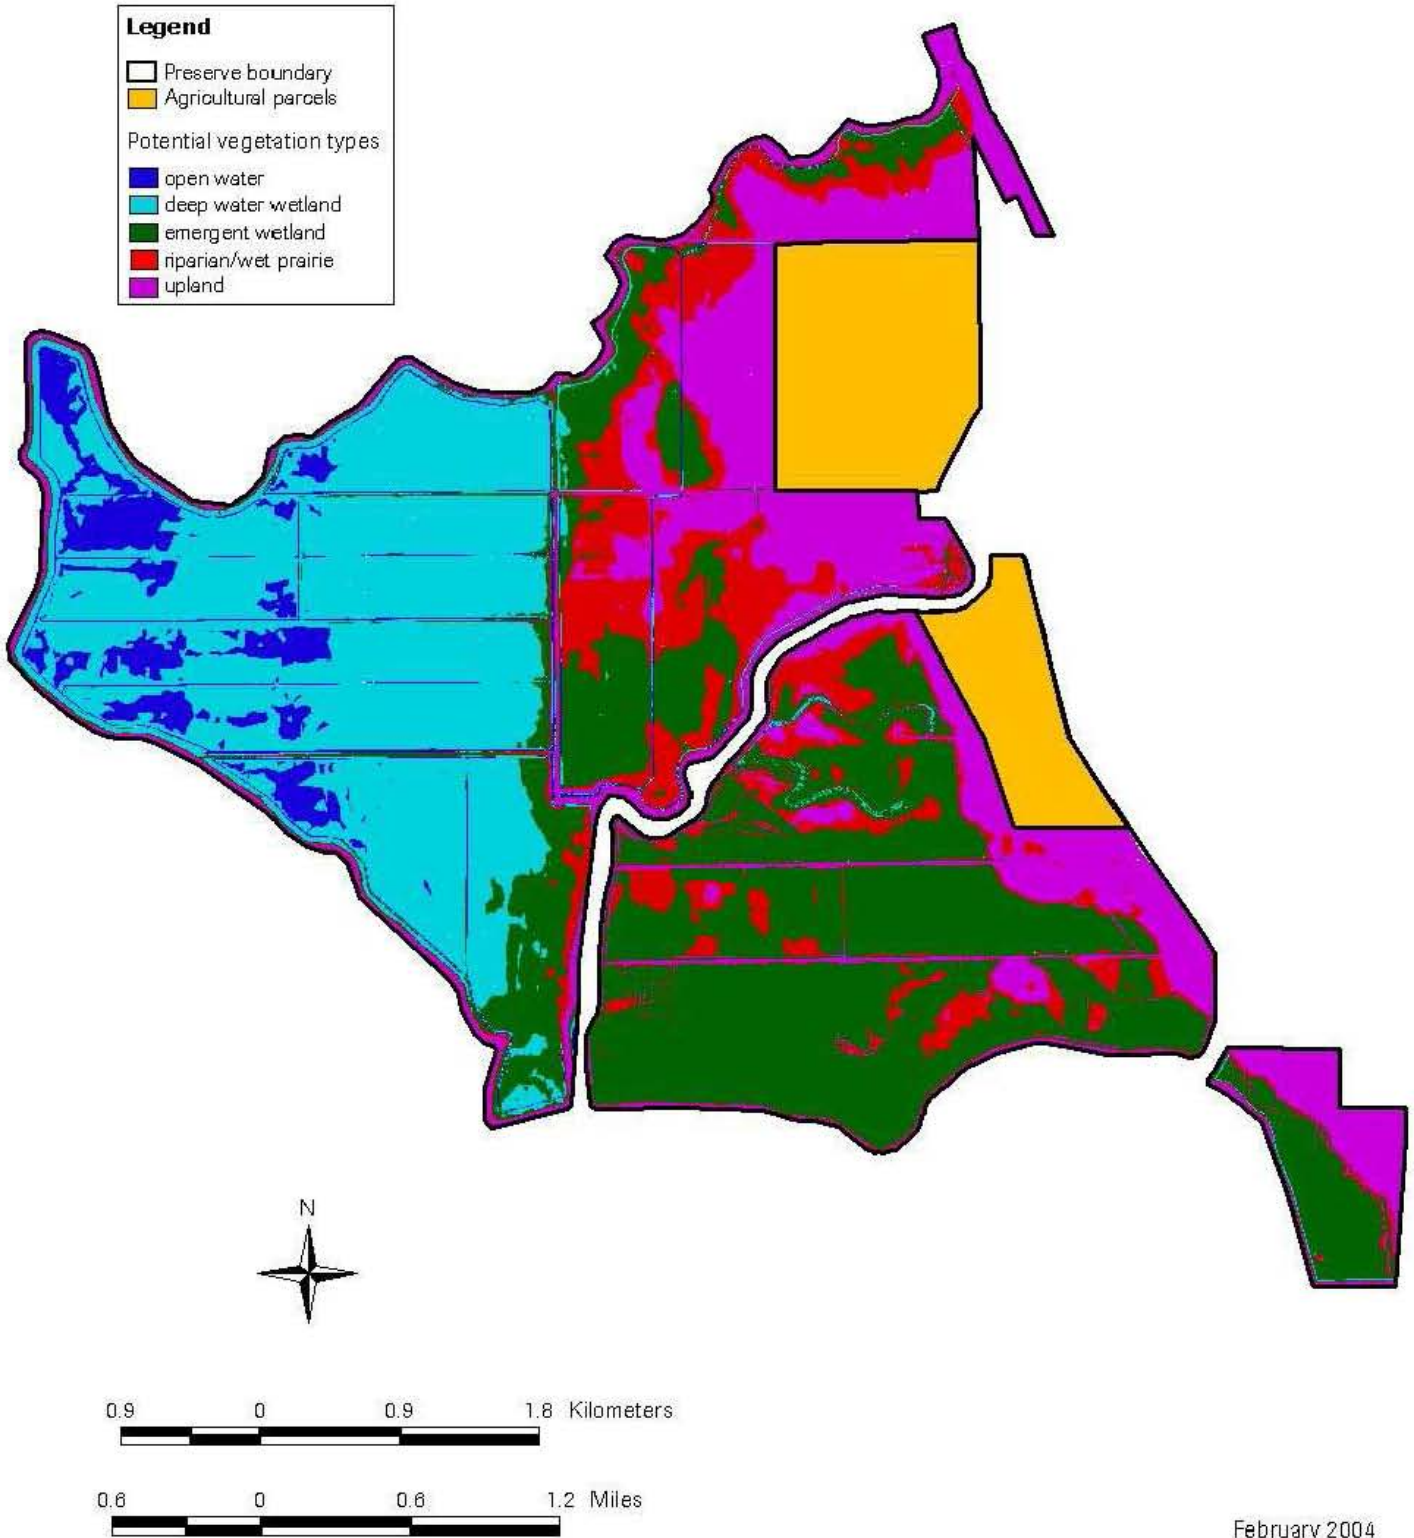 Legend
Preserve boundary
Agricultural parcels
Potential vegetation types
open water
deep water wetland
emergent wetland
riparian/wet prairie
upland
N
0.9 0 0.9 1.8 Kilometers
0.6 0 0.6 1.2 Miles
February 2004